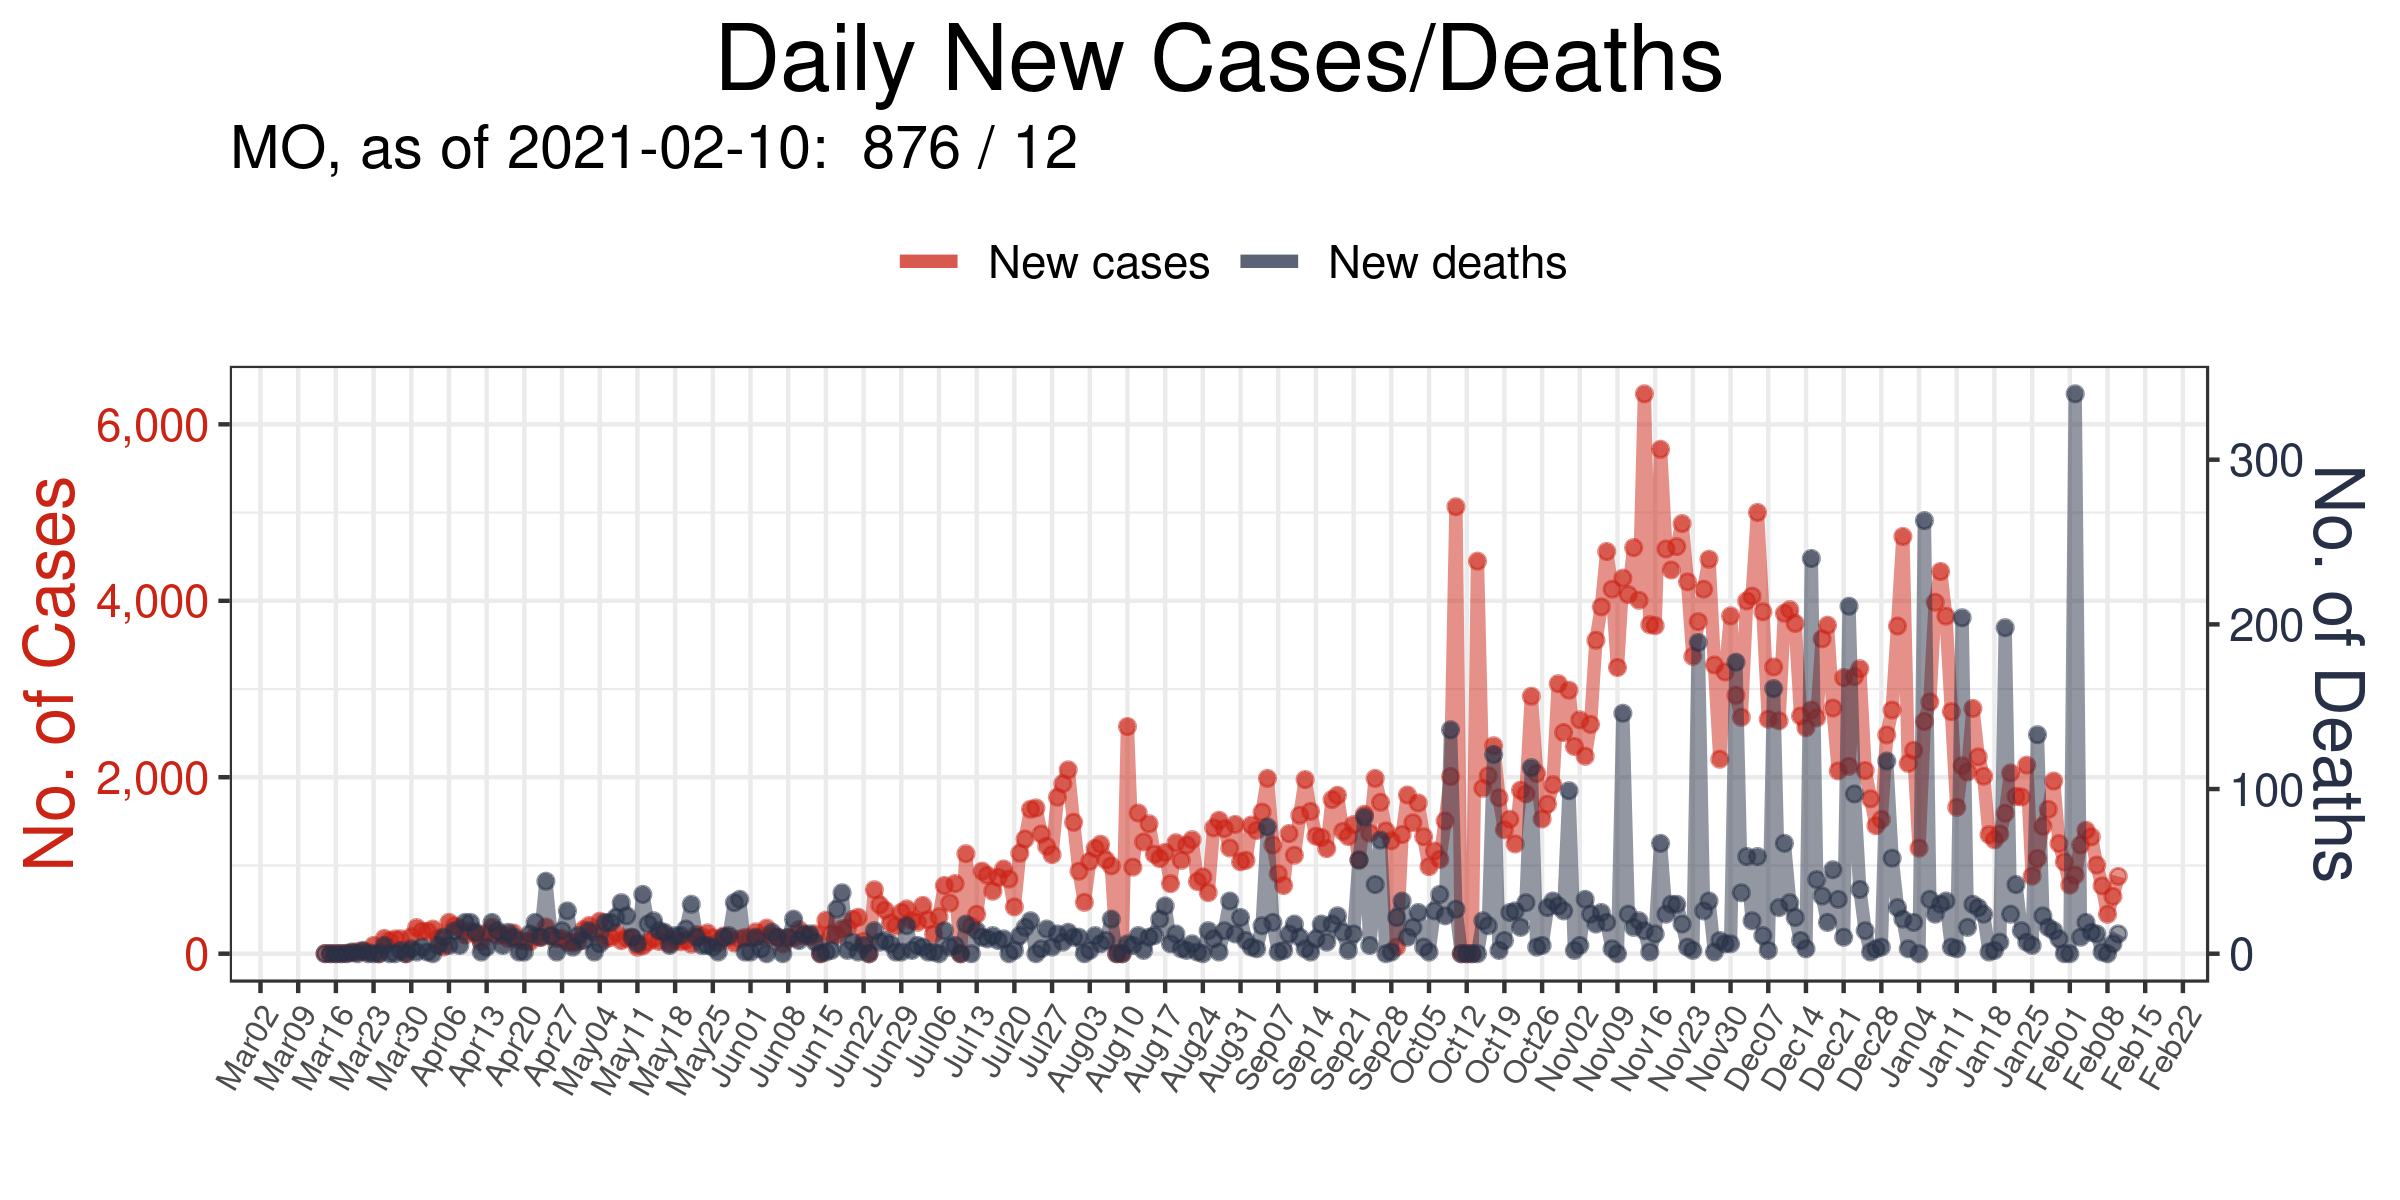 Daily New Cases/Deaths
MO, as of 2021-02-10: 876 / 12
New cases
New deaths
No. of Cases
6,000
4,000
2,000
0
No. of Deaths
300
200
100
0
Mar02
Mar09
Mar16
Mar23
Mar30
Apr06
Apr13
Apr20
Apr27
May04
May11
May18
May25
Jun01
Jun08
Jun15
Jun22
Jun29
Jul06
Jul13
Jul20
Jul27
Aug03
Aug10
Aug17
Aug24
Aug31
Sep07
Sep14
Sep21
Sep28
Oct05
Oct12
Oct19
Oct26
Nov02
Nov09
Nov16
Nov23
Nov30
Dec07
Dec14
Dec21
Dec28
Jan04
Jan11
Jan18
Jan25
Feb01
Feb08
Feb15
Feb22